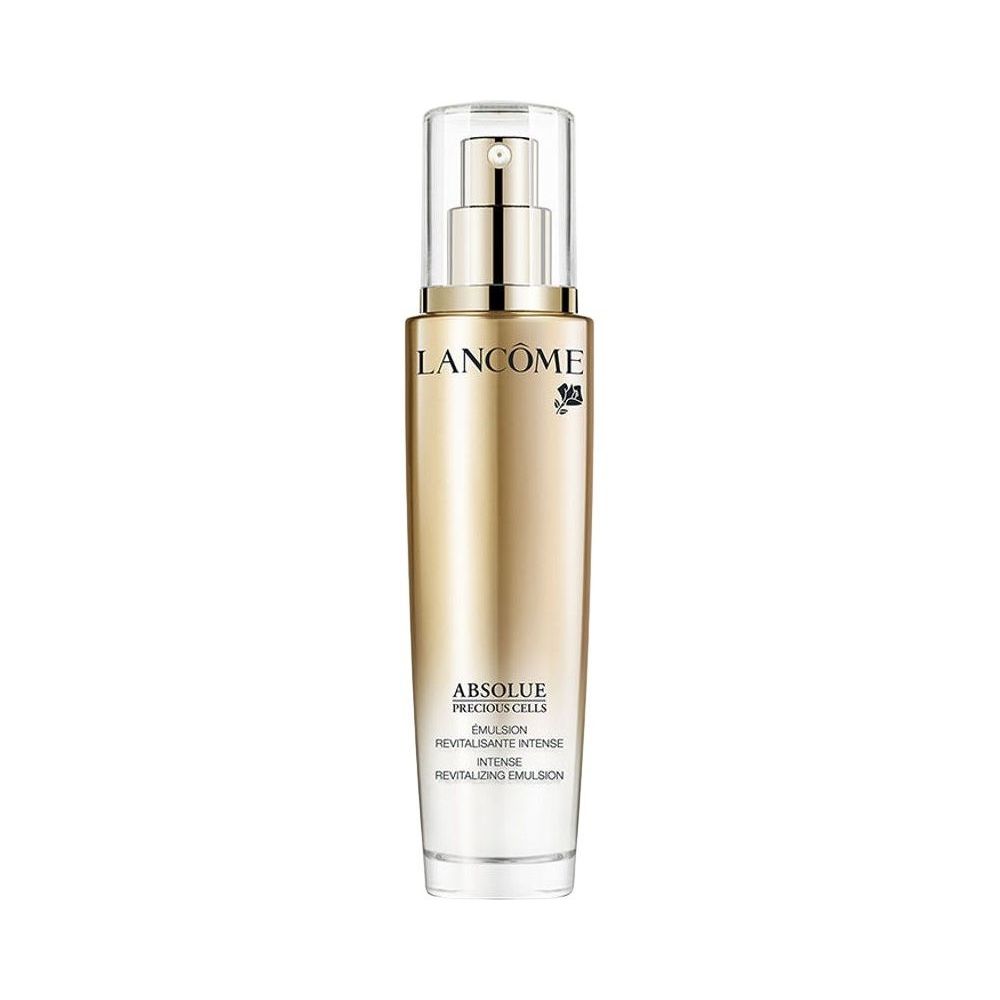 LANCÔME
ABSOLUE
PRECIOUS CELLS
ÉMULSION
REVITALISANTE INTENSE
INTENSE
REVITALIZING EMULSION